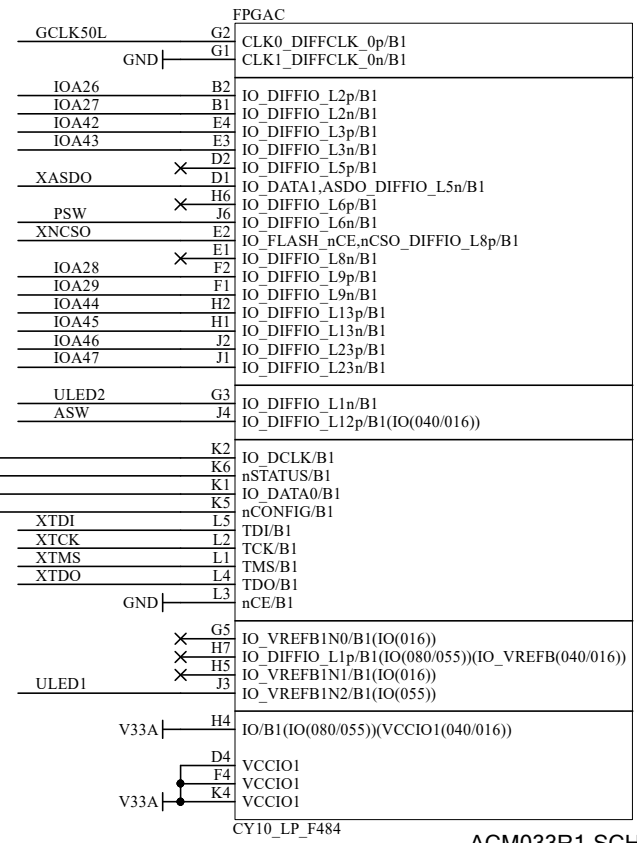 FPGAC
GCLK50L G2 CLK0_DIFFCLK_0p/B1
GND G1 CLK1_DIFFCLK_0n/B1
IOA26 B2 IO_DIFFIO_L2p/B1
IOA27 B1 IO_DIFFIO_L2n/B1
IOA42 E4 IO_DIFFIO_L3p/B1
IOA43 E3 IO_DIFFIO_L3n/B1
D2 IO_DIFFIO_L5p/B1
XASDO D1 IO_DATA1,ASDO_DIFFIO_L5n/B1
H6 IO_DIFFIO_L6p/B1
PSW J6 IO_DIFFIO_L6n/B1
XNCSO E2 IO_FLASH_nCE,nCSO_DIFFIO_L8p/B1
E1 IO_DIFFIO_L8n/B1
IOA28 F2 IO_DIFFIO_L9p/B1
IOA29 F1 IO_DIFFIO_L9n/B1
IOA44 H2 IO_DIFFIO_L13p/B1
IOA45 H1 IO_DIFFIO_L13n/B1
IOA46 J2 IO_DIFFIO_L23p/B1
IOA47 J1 IO_DIFFIO_L23n/B1
ULED2 G3 IO_DIFFIO_L1n/B1
ASW J4 IO_DIFFIO_L12p/B1(IO(040/016))
K2 IO_DCLK/B1
K6 nSTATUS/B1
K1 IO_DATA0/B1
K5 nCONFIG/B1
XTDI L5 TDI/B1
XTCK L2 TCK/B1
XTMS L1 TMS/B1
XTDO L4 TDO/B1
GND L3 nCE/B1
G5 IO_VREFB1N0/B1(IO(016))
H7 IO_DIFFIO_L1p/B1(IO(080/055))(IO_VREFB(040/016))
H5 IO_VREFB1N1/B1(IO(016))
ULED1 J3 IO_VREFB1N2/B1(IO(055))
V33A H4 IO/B1(IO(080/055))(VCCIO1(040/016))
D4 VCCIO1
F4 VCCIO1
V33A K4 VCCIO1
CY10_LP_F484
ACM033R1 SCH